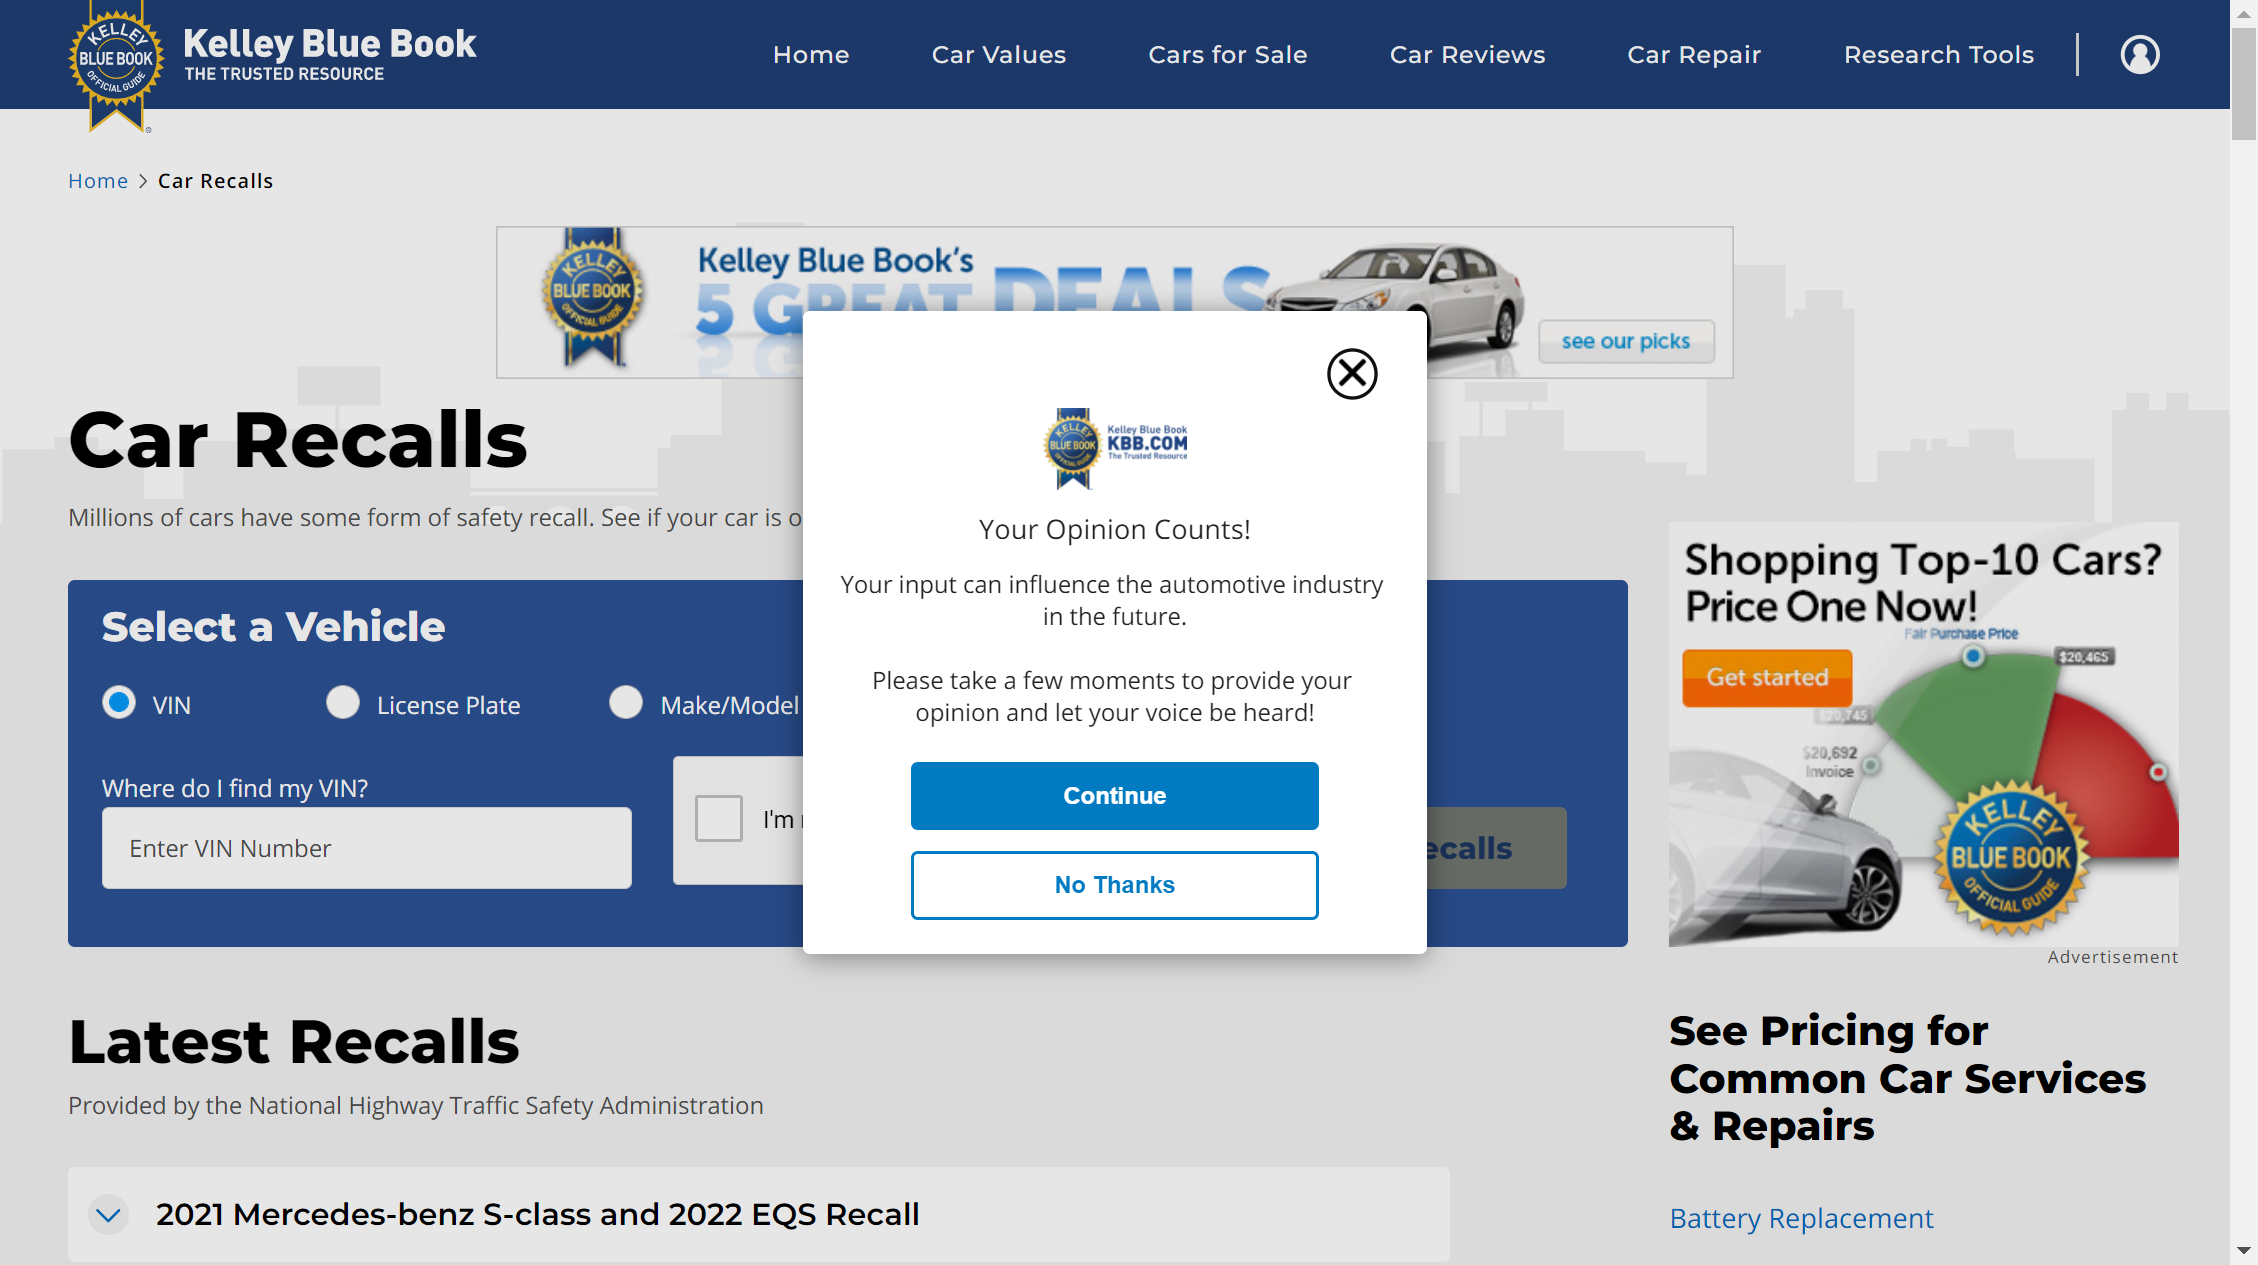 KELLEY
BLUE BOOK
OFFICIAL GUIDE
Kelley Blue Book
THE TRUSTED RESOURCE
Home
Car Values
Cars for Sale
Car Reviews
Car Repair
Research Tools
Home > Car Recalls
KELLEY
BLUE BOOK
OFFICIAL GUIDE
Kelley Blue Book's
5 GREAT DEALS
see our picks
Car Recalls
Millions of cars have some form of safety recall. See if your car is o
Select a Vehicle
VIN
License Plate
Make/Model
Where do I find my VIN?
Enter VIN Number
I'm
ecalls
KELLEY
BLUE BOOK
OFFICIAL GUIDE
Kelley Blue Book
KBB.COM
The Trusted Resource
Your Opinion Counts!
Your input can influence the automotive industry
in the future.
Please take a few moments to provide your
opinion and let your voice be heard!
Continue
No Thanks
Shopping Top-10 Cars?
Price One Now!
Fair Purchase Price
$20,465
Get started
$20,745
$20,692
Invoice
KELLEY
BLUE BOOK
OFFICIAL GUIDE
Advertisement
Latest Recalls
Provided by the National Highway Traffic Safety Administration
2021 Mercedes-benz S-class and 2022 EQS Recall
See Pricing for
Common Car Services
& Repairs
Battery Replacement